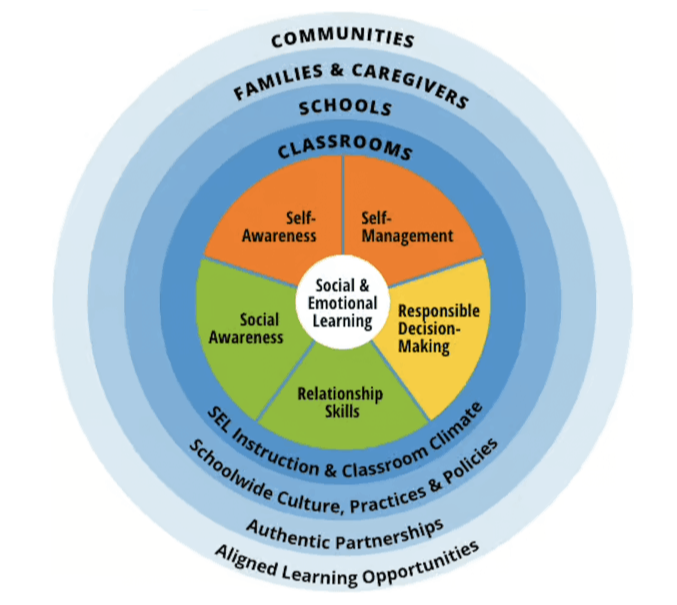 COMMUNITIES
FAMILIES & CAREGIVERS
SCHOOLS
CLASSROOMS
Self-
Awareness
Self-
Management
Social &
Emotional
Learning
Social
Awareness
Responsible
Decision-
Making
Relationship
Skills
SEL Instruction & Classroom Climate
Schoolwide Culture, Practices & Policies
Authentic Partnerships
Aligned Learning Opportunities